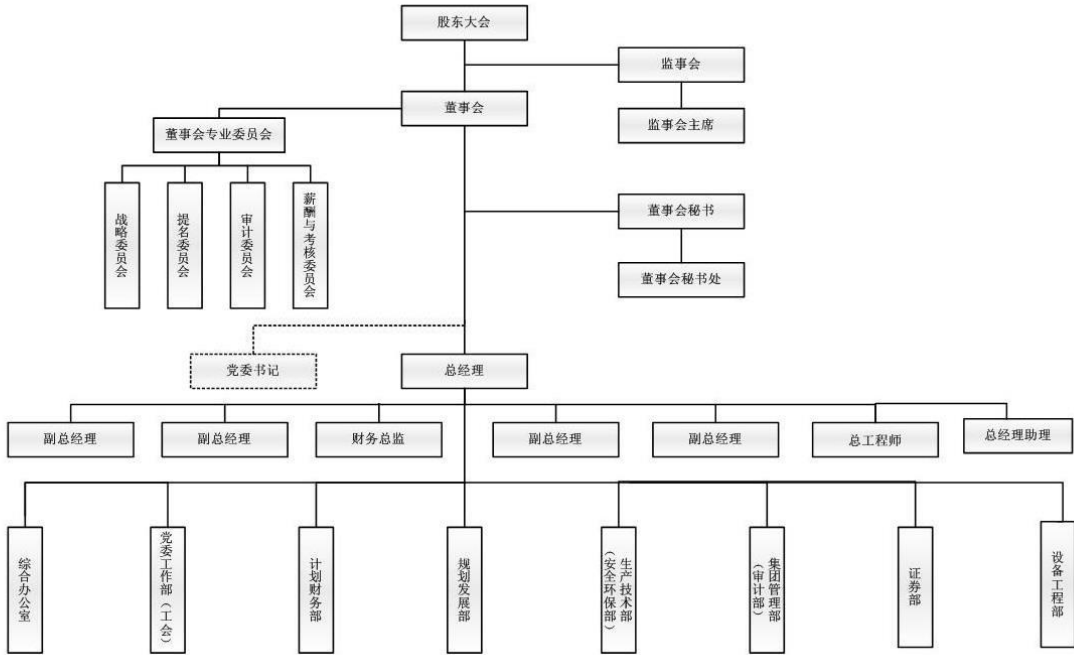 股东大会
监事会
董事会
监事会主席
董事会专业委员会
战略委员会
提名委员会
审计委员会
薪酬与考核委员会
董事会秘书
董事会秘书处
党委书记
总经理
副总经理
副总经理
财务总监
副总经理
副总经理
总工程师
总经理助理
综合办公室
党委工作部（工会）
计划财务部
规划发展部
生产技术部
（安全环保部）
集团管理部
（审计部）
证券部
设备工程部